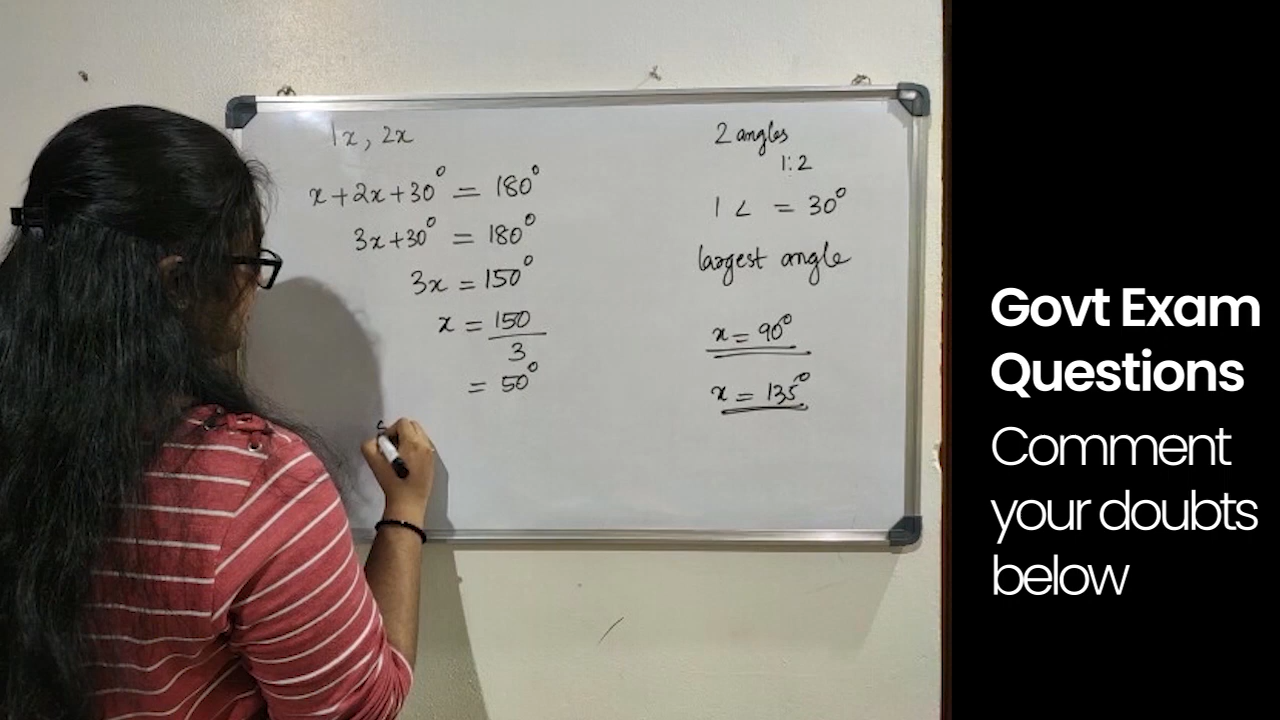 1x, 2x
x+2x+30° = 180°
3x+30° = 180°
3x = 150°
x = 150
3
= 50°
2 angles
1:2
1 ∠ = 30°
largest angle
x = 90°
x = 135°
Govt Exam
Questions
Comment
your doubts
below